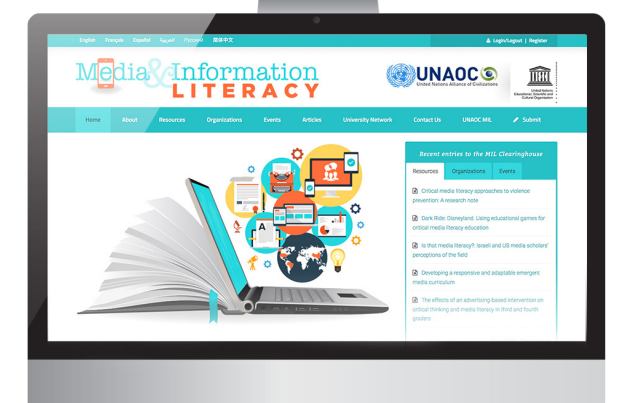 English Français Español العربية Русский 简体中文
Login/Logout | Register
Media & Information
LITERACY
UNAOC
United Nations Alliance of Civilizations
United Nations
Educational, Scientific and
Cultural Organization
Home About Resources Organizations Events Articles University Network Contact Us UNAOC MIL Submit
Recent entries to the MIL Clearinghouse
Resources Organizations Events
Critical media literacy approaches to violence
prevention: A research note
Dark Ride: Disneyland: Using educational games for
critical media literacy education
Is that media literacy?: Israeli and US media scholars'
perceptions of the field
Developing a responsive and adaptable emergent
media curriculum
The effects of an advertising-based intervention on
critical thinking and media literacy in third and fourth
graders
A